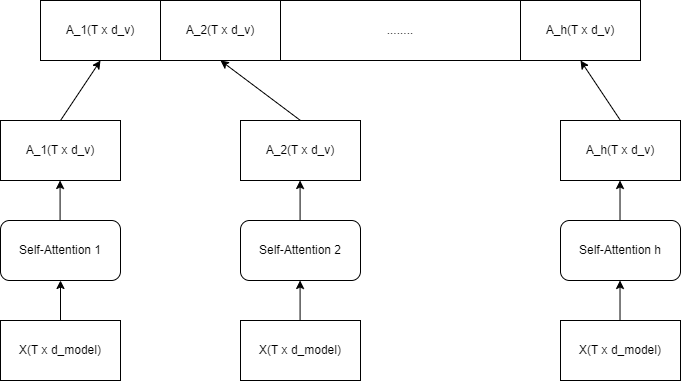 A_1(T x d_v)
A_2(T x d_v)
........
A_h(T x d_v)
A_1(T x d_v)
A_2(T x d_v)
A_h(T x d_v)
Self-Attention 1
Self-Attention 2
Self-Attention h
X(T x d_model)
X(T x d_model)
X(T x d_model)